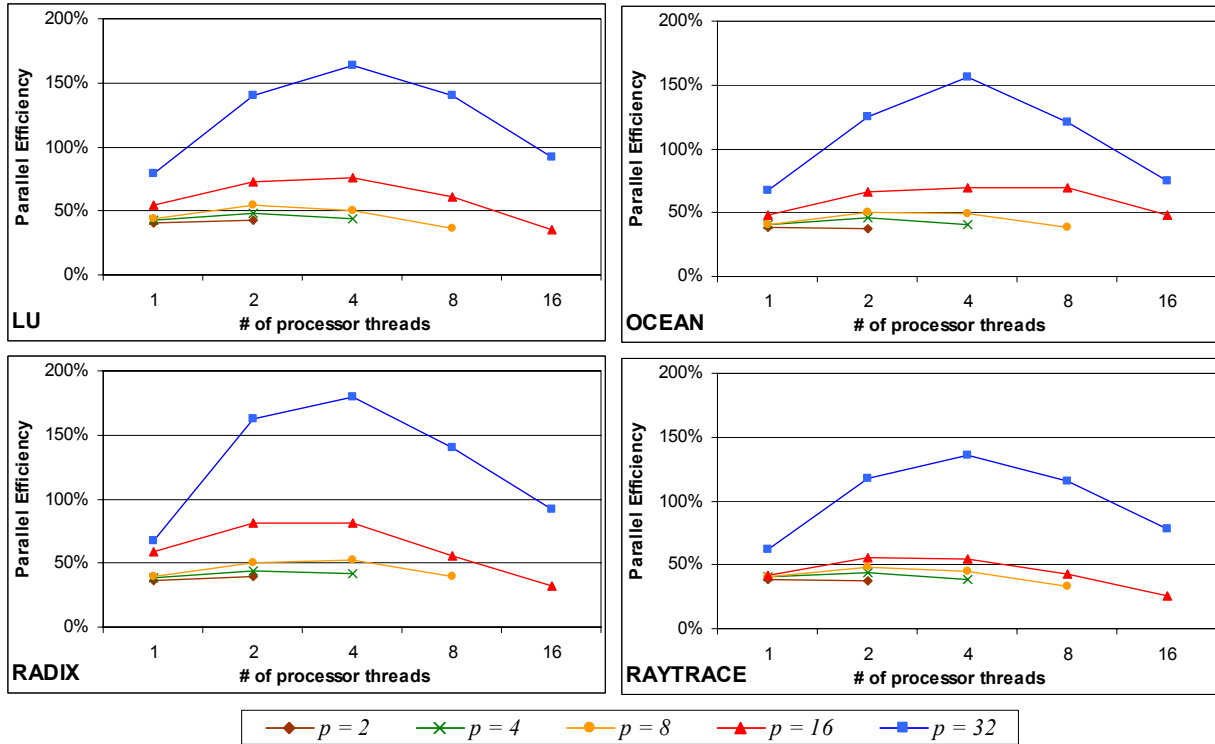 200%
150%
100%
50%
0%
Parallel Efficiency
1 2 4 8 16
# of processor threads
LU
200%
150%
100%
50%
0%
Parallel Efficiency
1 2 4 8 16
# of processor threads
OCEAN
200%
150%
100%
50%
0%
Parallel Efficiency
1 2 4 8 16
# of processor threads
RADIX
200%
150%
100%
50%
0%
Parallel Efficiency
1 2 4 8 16
# of processor threads
RAYTRACE
p = 2 p = 4 p = 8 p = 16 p = 32